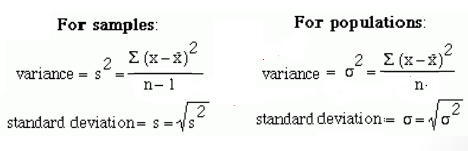 For samples:
variance = s² = Σ (x - x̄)² / n - 1
standard deviation = s = √s²
For populations:
variance = σ² = Σ (x - x̄)² / n
standard deviation = σ = √σ²